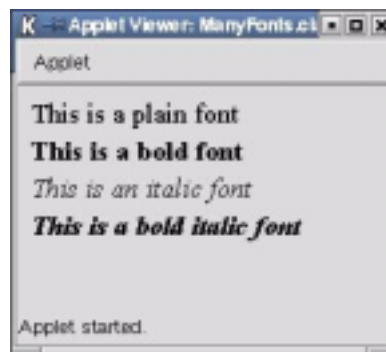 Applet Viewer: ManyFonts.cl
Applet
This is a plain font
This is a bold font
This is an italic font
This is a bold italic font
Applet started.